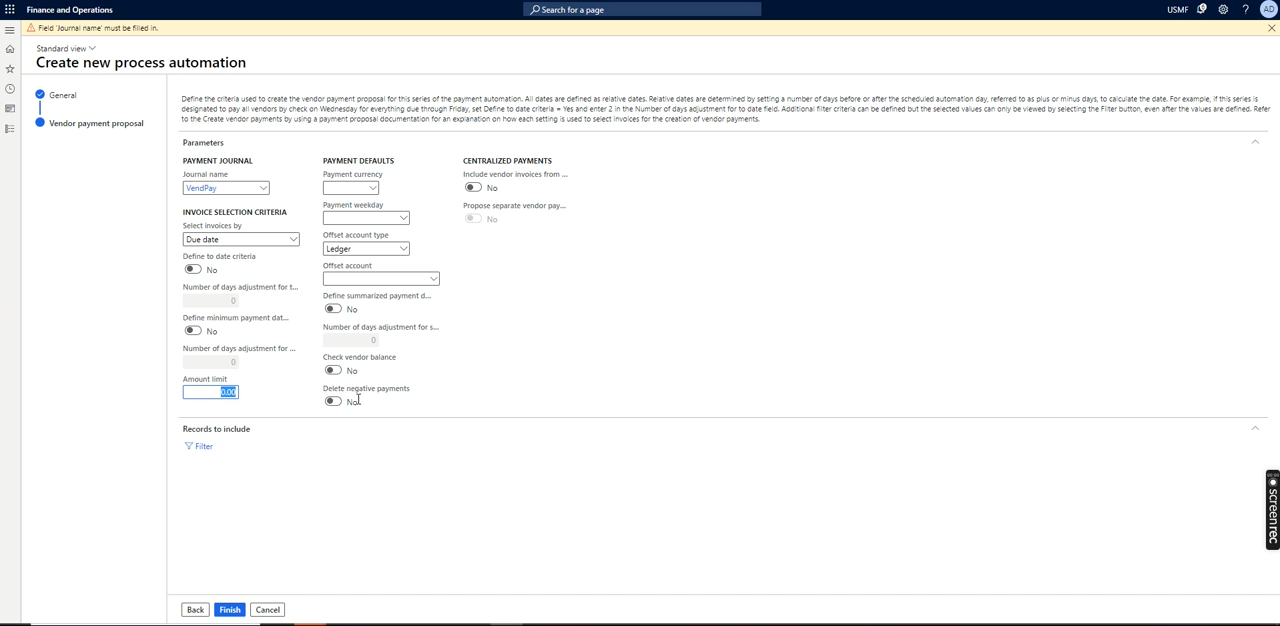 Finance and Operations
Search for a page
USMF
?
AD
Field 'Journal name' must be filled in.
Standard view
Create new process automation
General
Vendor payment proposal
Define the criteria used to create the vendor payment proposal for this series of the payment automation. All dates are defined as relative dates. Relative dates are determined by setting a number of days before or after the scheduled automation day, referred to as plus or minus days, to calculate the date. For example, if this series is
designated to pay all vendors by check on Wednesday for everything due through Friday, set Define to date criteria = Yes and enter 2 in the Number of days adjustment for to date field. Additional filter criteria can be defined but the selected values can only be viewed by selecting the Filter button, even after the values are defined. Refer
to the Create vendor payments by using a payment proposal documentation for an explanation on how each setting is used to select invoices for the creation of vendor payments.
Parameters
PAYMENT JOURNAL
Journal name
VendPay
INVOICE SELECTION CRITERIA
Select invoices by
Due date
Define to date criteria
No
Number of days adjustment for t...
0
Define minimum payment dat...
No
Number of days adjustment for ...
0
Amount limit
0.00
PAYMENT DEFAULTS
Payment currency
Payment weekday
Offset account type
Ledger
Offset account
Define summarized payment d...
No
Number of days adjustment for s...
0
Check vendor balance
No
Delete negative payments
No
CENTRALIZED PAYMENTS
Include vendor invoices from ...
No
Propose separate vendor pay...
No
Records to include
Filter
Back
Finish
Cancel
screenrec